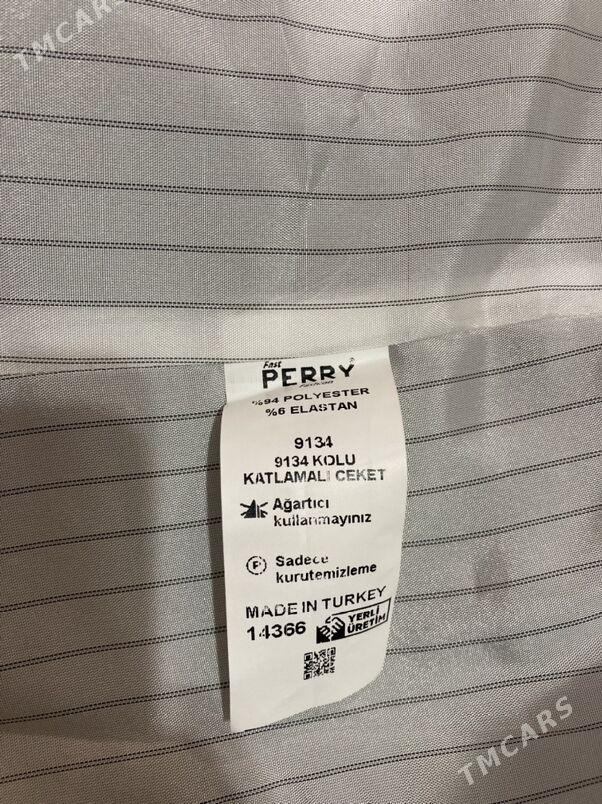 TMCARS
Fast
PERRY
%94 POLYESTER
%6 ELASTAN
9134
9134 KOLU
KATLAMALI CEKET
Ağartıcı
kullanmayınız
P
Sadece
kurutemizleme
MADE IN TURKEY
14366
YERLİ
ÜRETİM
TMCARS